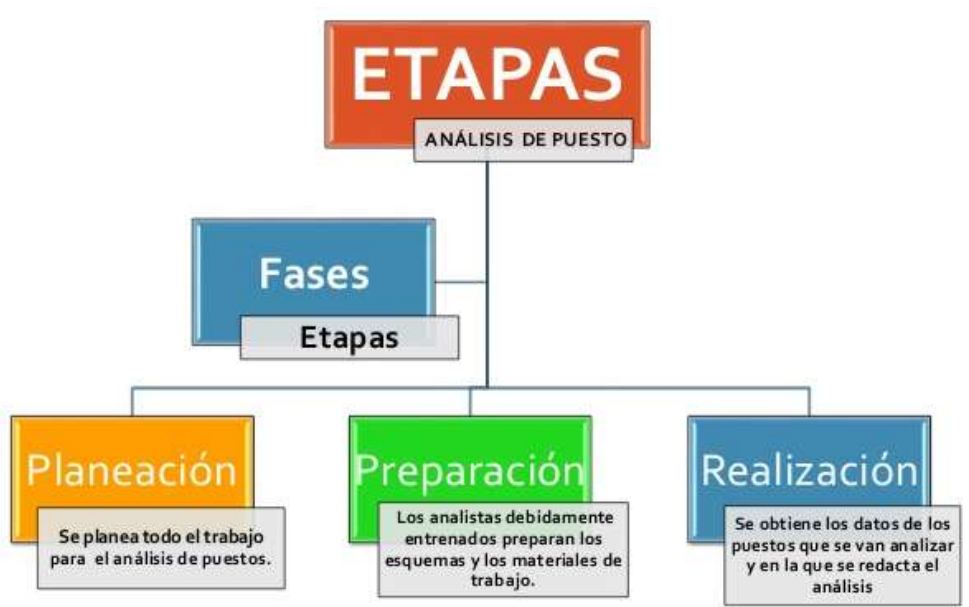 ETAPAS
ANÁLISIS DE PUESTO
Fases
Etapas
Planeación
Se planea todo el trabajo
para el análisis de puestos.
Preparación
Los analistas debidamente
entrenados preparan los
esquemas y los materiales de
trabajo.
Realización
Se obtiene los datos de los
puestos que se van analizar
y en la que se redacta el
análisis